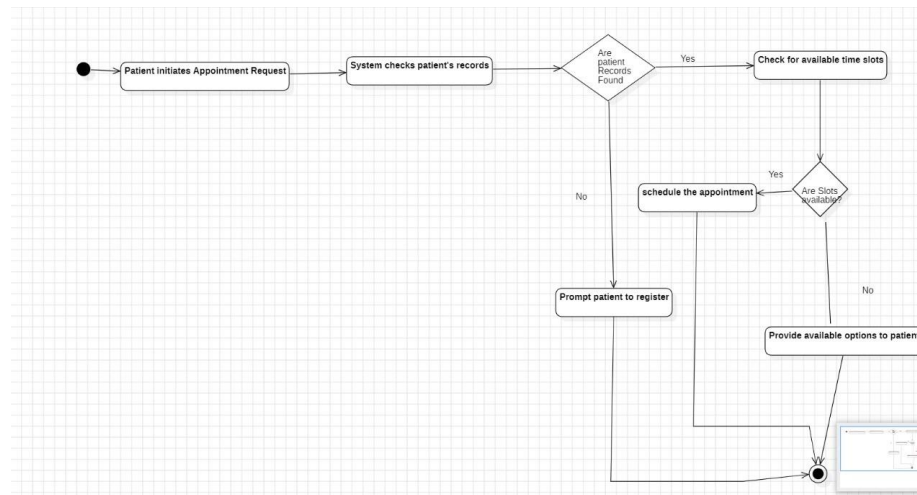 Patient initiates Appointment Request
System checks patient's records
Are
patient
Records
Found
Yes
Check for available time slots
Yes
Are Slots
available?
schedule the appointment
No
No
Prompt patient to register
Provide available options to patient